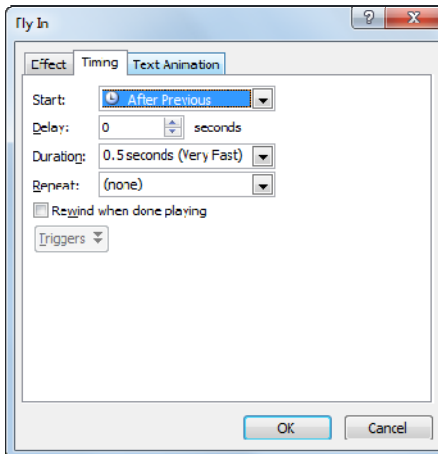 Fly In
Effect Timing Text Animation
Start: After Previous
Delay: 0 seconds
Duration: 0.5 seconds (Very Fast)
Repeat: (none)
Rewind when done playing
Triggers
OK Cancel